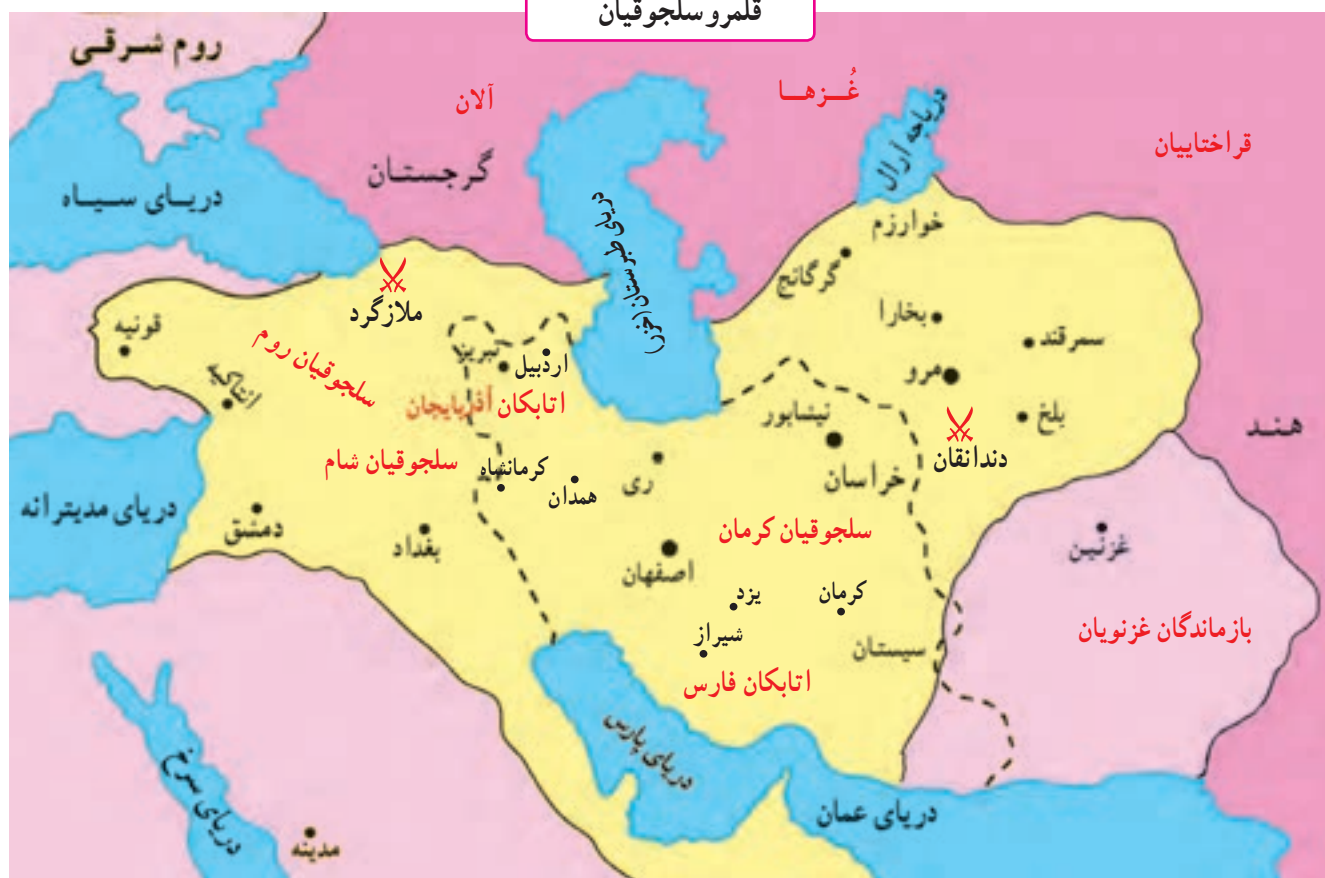 قلمرو سلجوقیان
روم شرقی
آلان
غُزها
دریاچه آرال
قراختاییان
گرجستان
دریای سیاه
دریای طبرستان (خزر)
خوارزم
گرگانج
ملازگرد
بخارا
سمرقند
قونیه
سلجوقیان روم
تبریز
اردبیل
مرو
انتاکیه
اتابکان آذربایجان
نیشابور
بلخ
هند
دندانقان
سلجوقیان شام
کرمانشاه
همدان
ری
خراسان
دریای مدیترانه
دمشق
بغداد
سلجوقیان کرمان
غزنین
اصفهان
یزد
کرمان
شیراز
سیستان
بازماندگان غزنویان
اتابکان فارس
دریای پارس
دریای سرخ
دریای عمان
مدینه